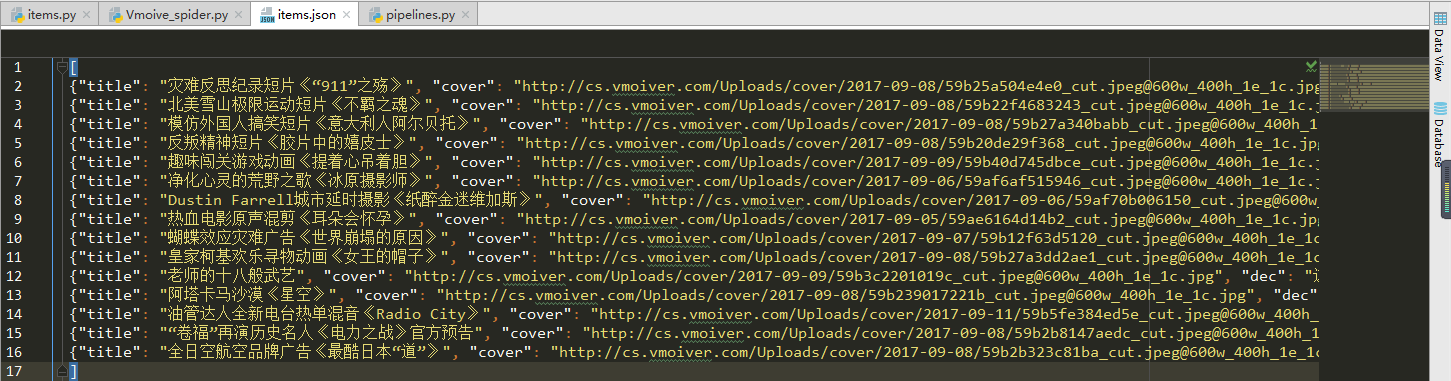 items.py × Vmoive_spider.py × items.json × pipelines.py ×
1 [
2 {"title": "灾难反思纪录短片《“911”之殇》", "cover": "http://cs.vmoiver.com/Uploads/cover/2017-09-08/59b25a504e4e0_cut.jpeg@600w_400h_1e_1c.jpg
3 {"title": "北美雪山极限运动短片《不羁之魂》", "cover": "http://cs.vmoiver.com/Uploads/cover/2017-09-08/59b22f4683243_cut.jpeg@600w_400h_1e_1c.
4 {"title": "模仿外国人搞笑短片《意大利人阿尔贝托》", "cover": "http://cs.vmoiver.com/Uploads/cover/2017-09-08/59b27a340babb_cut.jpeg@600w_400h_1
5 {"title": "反叛精神短片《胶片中的嬉皮士》", "cover": "http://cs.vmoiver.com/Uploads/cover/2017-09-08/59b20de29f368_cut.jpeg@600w_400h_1e_1c.jp
6 {"title": "趣味闯关游戏动画《提着心吊着胆》", "cover": "http://cs.vmoiver.com/Uploads/cover/2017-09-09/59b40d745dbce_cut.jpeg@600w_400h_1e_1c.
7 {"title": "净化心灵的荒野之歌《冰原摄影师》", "cover": "http://cs.vmoiver.com/Uploads/cover/2017-09-06/59af6af515946_cut.jpeg@600w_400h_1e_1c.
8 {"title": "Dustin Farrell城市延时摄影《纸醉金迷维加斯》", "cover": "http://cs.vmoiver.com/Uploads/cover/2017-09-06/59af70b006150_cut.jpeg@600w_4
9 {"title": "热血电影原声混剪《耳朵会怀孕》", "cover": "http://cs.vmoiver.com/Uploads/cover/2017-09-05/59ae6164d14b2_cut.jpeg@600w_400h_1e_1c.jp
10 {"title": "蝴蝶效应灾难广告《世界崩塌的原因》", "cover": "http://cs.vmoiver.com/Uploads/cover/2017-09-07/59b12f63d5120_cut.jpeg@600w_400h_1e_1
11 {"title": "皇家柯基欢乐寻物动画《女王的帽子》", "cover": "http://cs.vmoiver.com/Uploads/cover/2017-09-08/59b27a3dd2ae1_cut.jpeg@600w_400h_1e_1
12 {"title": "老师的十八般武艺", "cover": "http://cs.vmoiver.com/Uploads/cover/2017-09-09/59b3c2201019c_cut.jpeg@600w_400h_1e_1c.jpg", "dec": "
13 {"title": "阿塔卡马沙漠《星空》", "cover": "http://cs.vmoiver.com/Uploads/cover/2017-09-08/59b239017221b_cut.jpeg@600w_400h_1e_1c.jpg", "dec"
14 {"title": "油管达人全新电台热单混音《Radio City》", "cover": "http://cs.vmoiver.com/Uploads/cover/2017-09-11/59b5fe384ed5e_cut.jpeg@600w_400h_
15 {"title": "“卷福”再演历史名人《电力之战》官方预告", "cover": "http://cs.vmoiver.com/Uploads/cover/2017-09-08/59b2b8147aedc_cut.jpeg@600w_400h_
16 {"title": "全日空航空品牌广告《最酷日本“道”》", "cover": "http://cs.vmoiver.com/Uploads/cover/2017-09-08/59b2b323c81ba_cut.jpeg@600w_400h_1e_1c
17 ]
Data View
Database